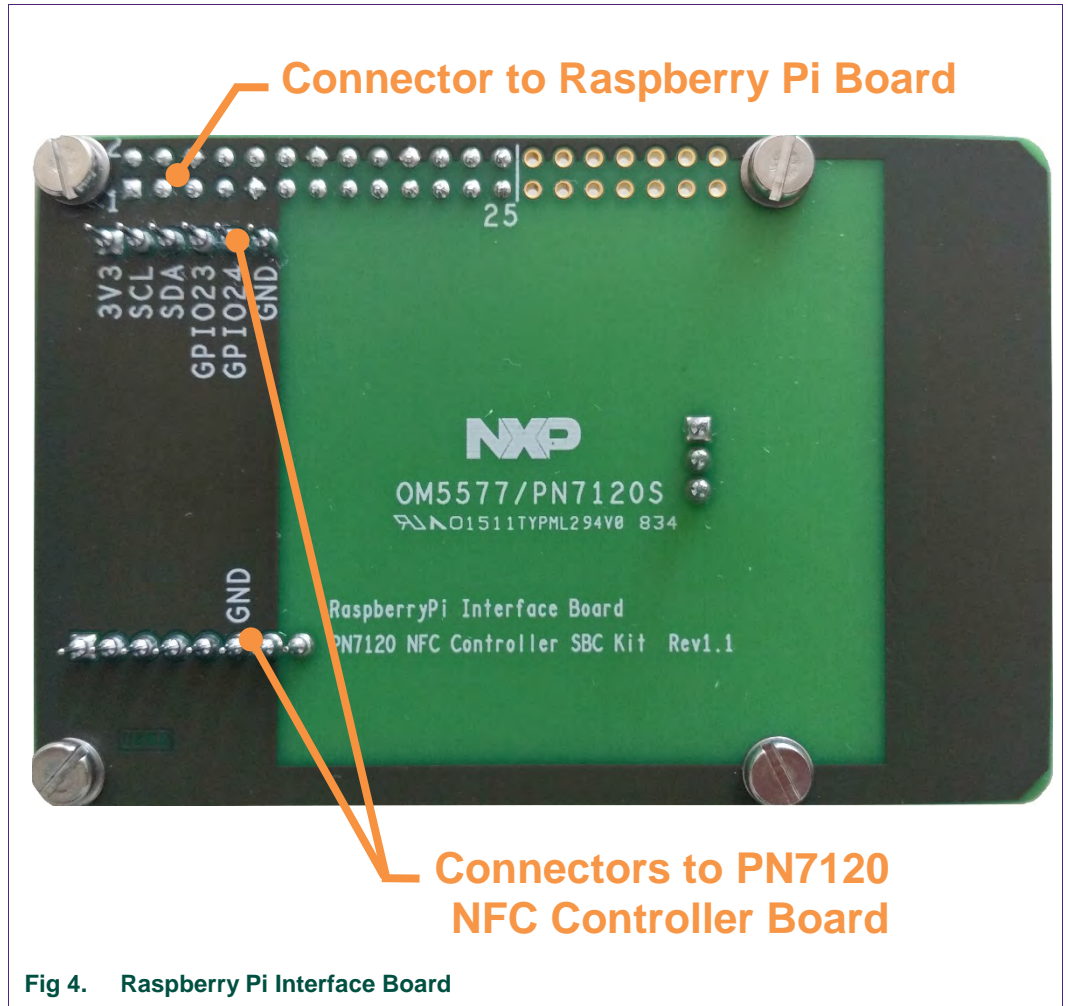 Connector to Raspberry Pi Board
2
1
25
3V3
SCL
SDA
GPIO23
GPIO24
GND
NXP
OM5577/PN7120S
01511TYPML294V0 834
GND
RaspberryPi Interface Board
PN7120 NFC Controller SBC Kit Rev1.1
Connectors to PN7120
NFC Controller Board
Fig 4. Raspberry Pi Interface Board